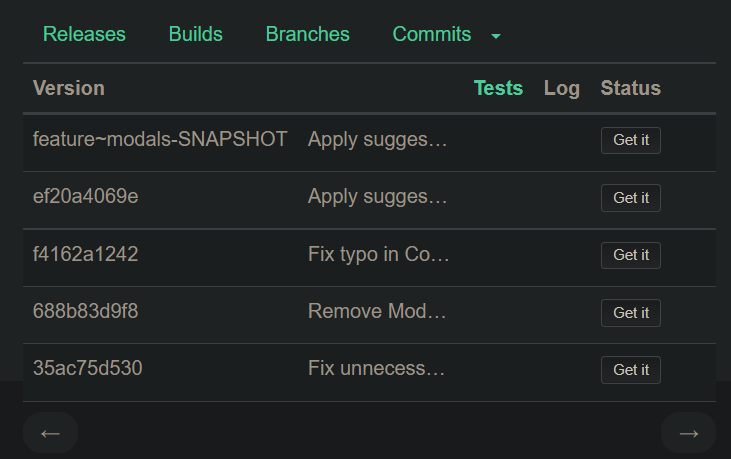 Releases Builds Branches Commits
Version Tests Log Status
feature~modals-SNAPSHOT Apply sugges… Get it
ef20a4069e Apply sugges… Get it
f4162a1242 Fix typo in Co… Get it
688b83d9f8 Remove Mod… Get it
35ac75d530 Fix unnecess… Get it
← →